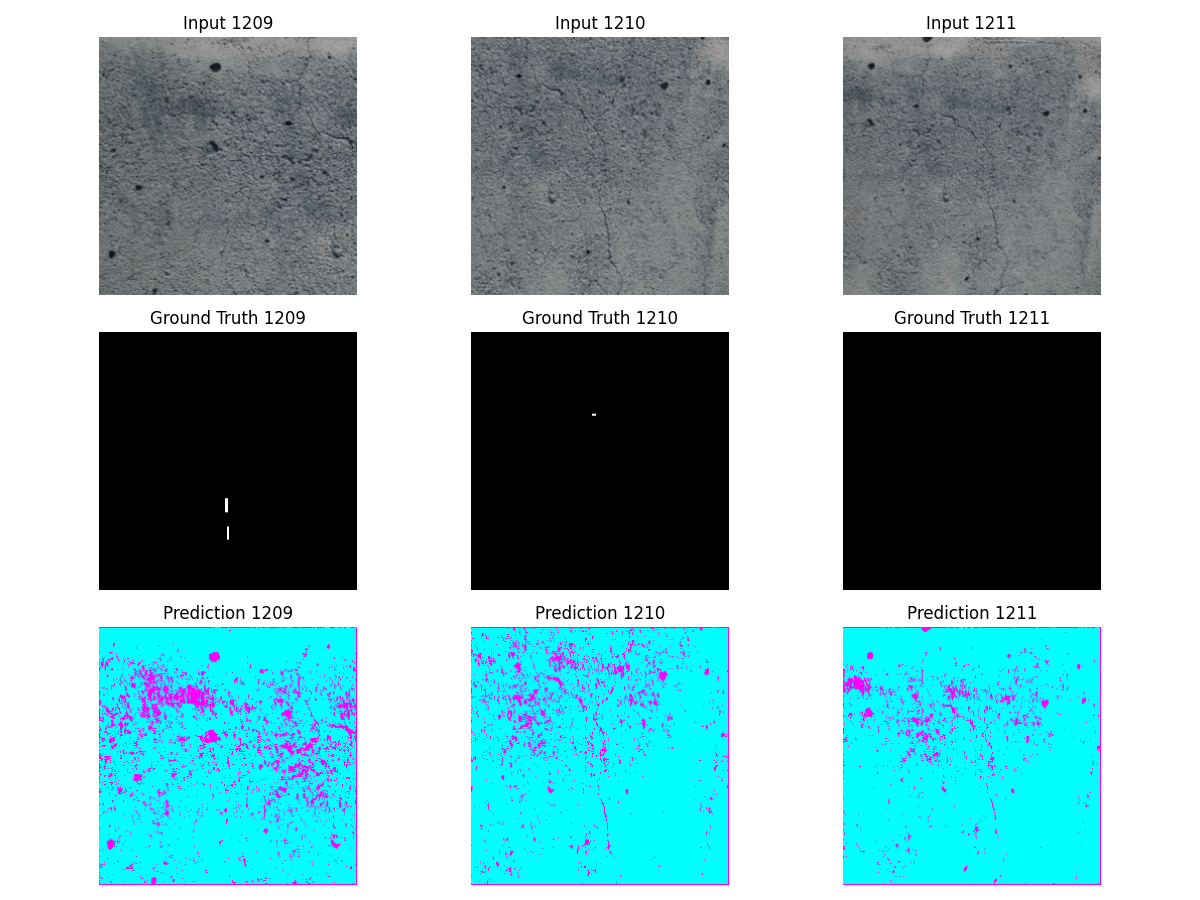 Input 1209
Input 1210
Input 1211
Ground Truth 1209
Ground Truth 1210
Ground Truth 1211
Prediction 1209
Prediction 1210
Prediction 1211